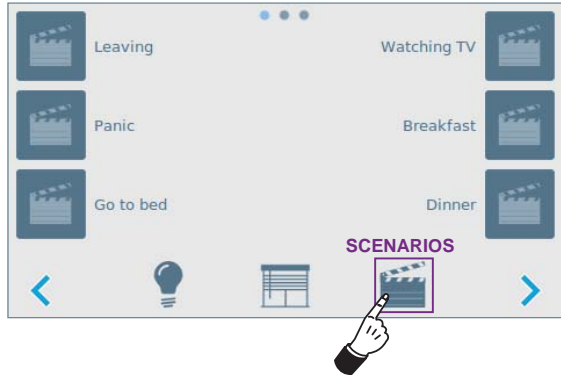 Leaving
Watching TV
Panic
Breakfast
Go to bed
Dinner
SCENARIOS